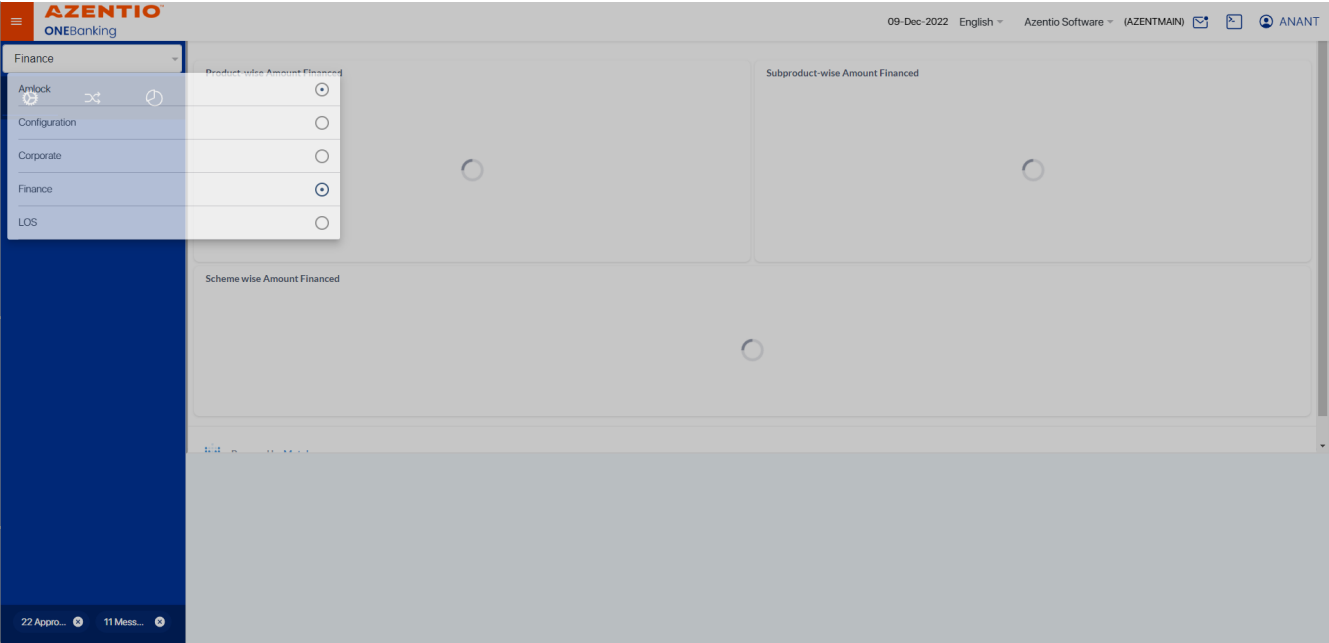 AZENTIO
ONEBanking
09-Dec-2022 English Azentio Software (AZENTMAIN) ANANT
Finance
Product-wise Amount Financed
Subproduct-wise Amount Financed
Amlock
Configuration
Corporate
Finance
LOS
Scheme wise Amount Financed
22 Appro... 11 Mess...